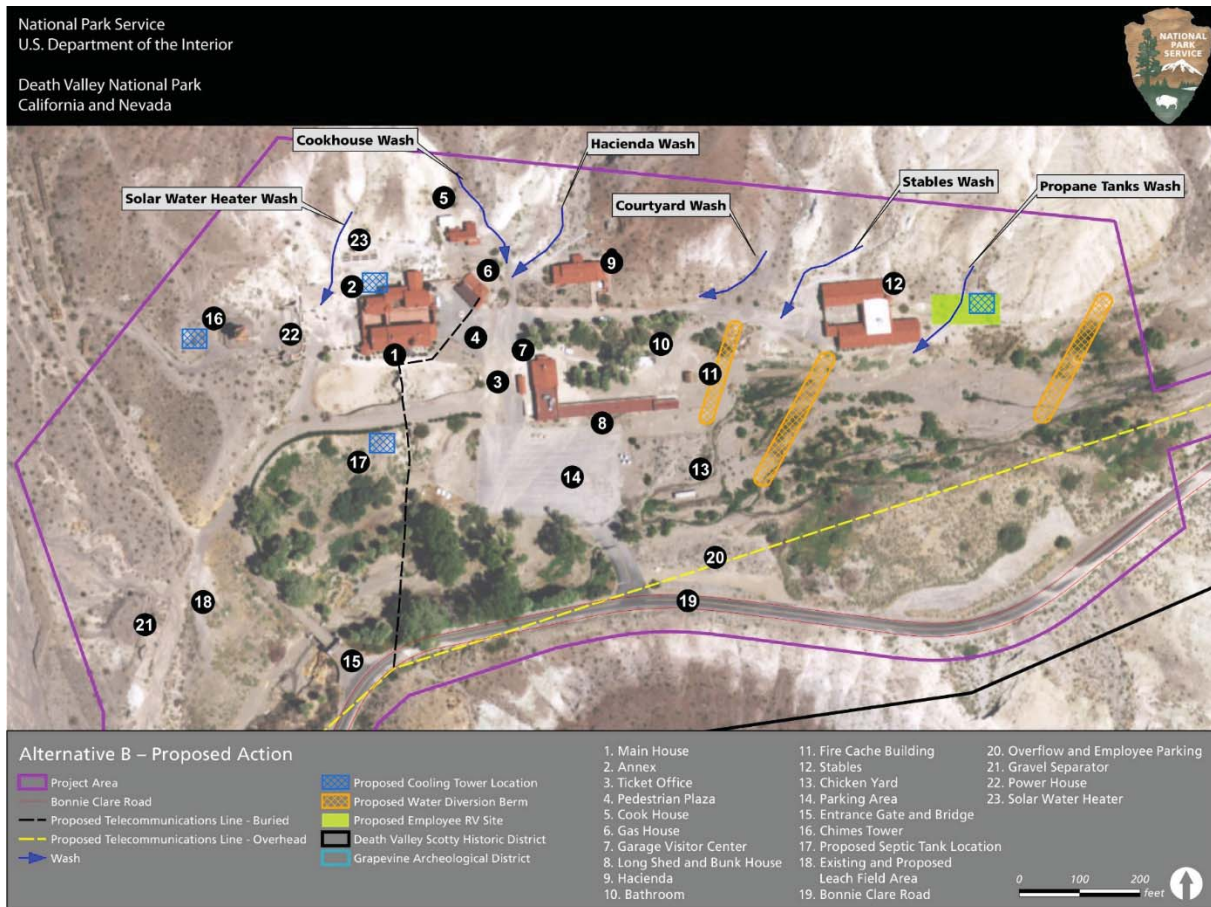 National Park Service
U.S. Department of the Interior
Death Valley National Park
California and Nevada
NATIONAL
PARK
SERVICE
Cookhouse Wash
Hacienda Wash
Solar Water Heater Wash
Courtyard Wash
Stables Wash
Propane Tanks Wash
5
23
6
9
2
12
16
22
4
1
7
10
3
11
8
17
13
14
20
18
19
21
15
Alternative B – Proposed Action
Project Area
Bonnie Clare Road
Proposed Telecommunications Line - Buried
Proposed Telecommunications Line - Overhead
Wash
Proposed Cooling Tower Location
Proposed Water Diversion Berm
Proposed Employee RV Site
Death Valley Scotty Historic District
Grapevine Archeological District
1. Main House
2. Annex
3. Ticket Office
4. Pedestrian Plaza
5. Cook House
6. Gas House
7. Garage Visitor Center
8. Long Shed and Bunk House
9. Hacienda
10. Bathroom
11. Fire Cache Building
12. Stables
13. Chicken Yard
14. Parking Area
15. Entrance Gate and Bridge
16. Chimes Tower
17. Proposed Septic Tank Location
18. Existing and Proposed
Leach Field Area
19. Bonnie Clare Road
20. Overflow and Employee Parking
21. Gravel Separator
22. Power House
23. Solar Water Heater
0 100 200
feet